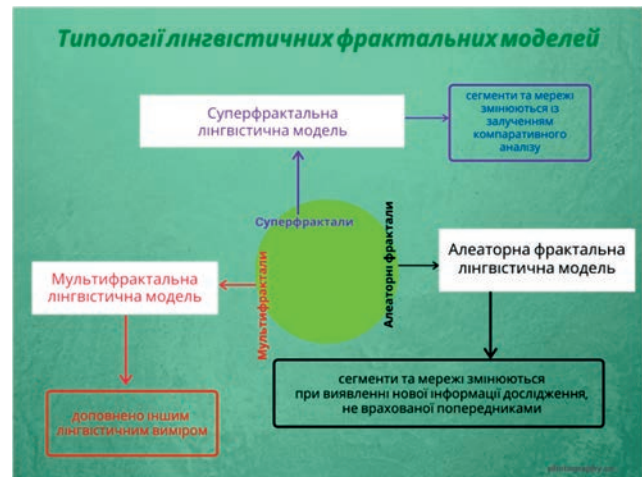 Типології лінгвістичних фрактальних моделей
Суперфрактальна
лінгвістична модель
сегменти та мережі
змінюються із
залученням
компаративного
аналізу
Суперфрактали
Мультифрактали
Алеаторні фрактали
Алеаторна фрактальна
лінгвістична модель
Мультифрактальна
лінгвістична модель
сегменти та мережі змінюються
при виявленні нової інформації дослідження,
не врахованої попередниками
доповнено іншим
лінгвістичним виміром